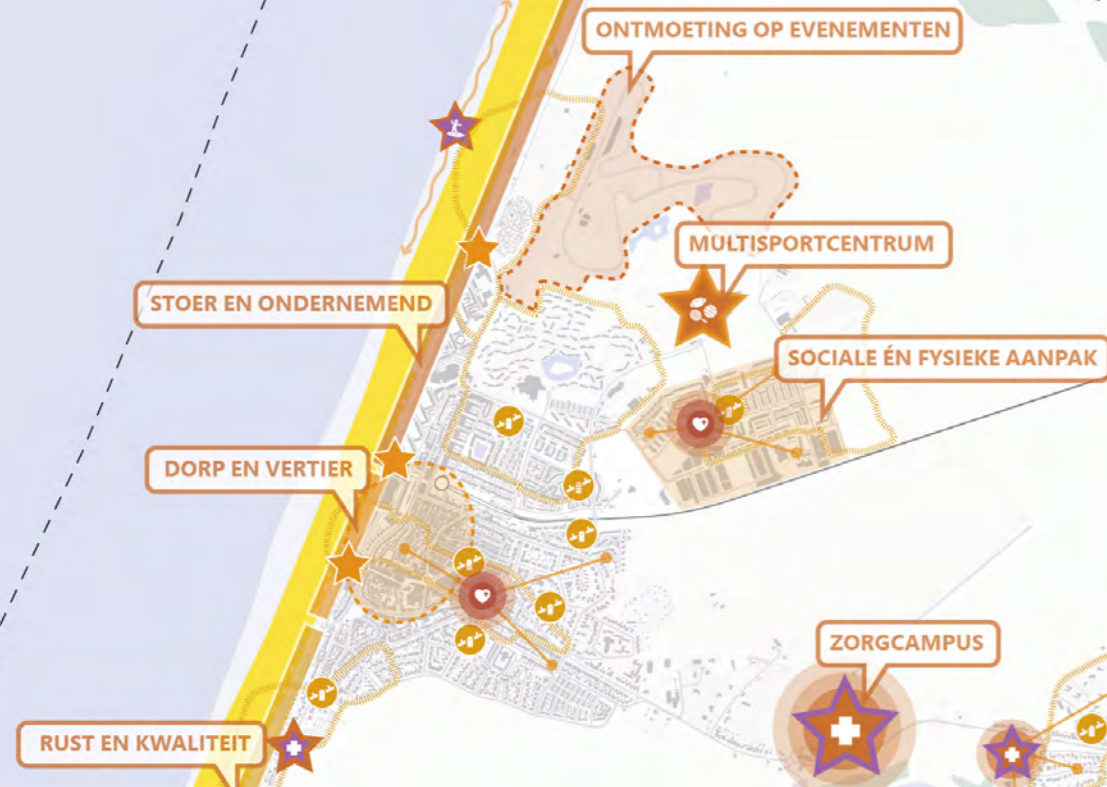 ONTMOETING OP EVENEMENTEN
MULTISPORTCENTRUM
STOER EN ONDERNEMEND
SOCIALE ÉN FYSIEKE AANPAK
DORP EN VERTIER
ZORGCAMPUS
RUST EN KWALITEIT